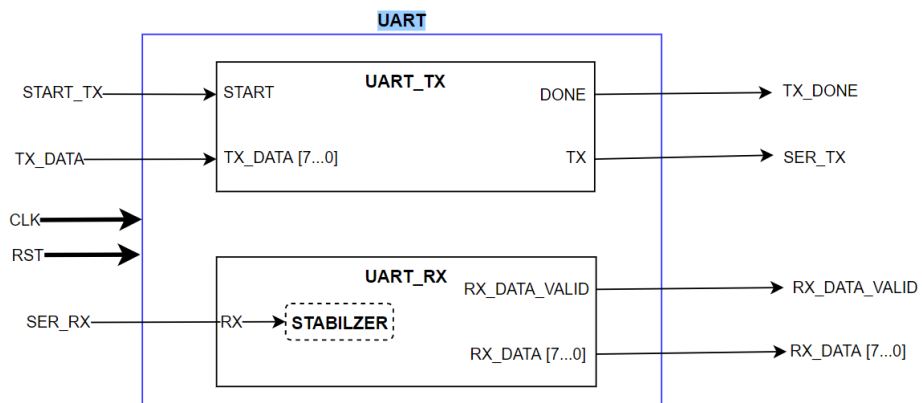 UART
UART_TX
START_TX
START
DONE
TX_DONE
TX_DATA
TX_DATA [7...0]
TX
SER_TX
CLK
RST
UART_RX
RX_DATA_VALID
RX_DATA_VALID
SER_RX
RX
STABILZER
RX_DATA [7...0]
RX_DATA [7...0]